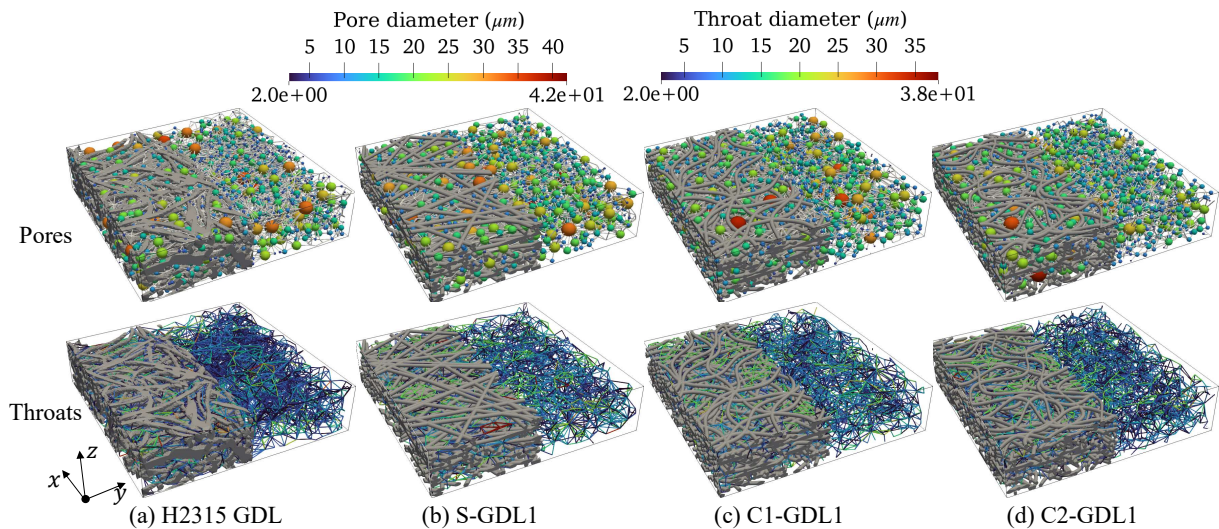 Pore diameter (μm)
5 10 15 20 25 30 35 40
2.0e+00 4.2e+01
Throat diameter (μm)
5 10 15 20 25 30 35
2.0e+00 3.8e+01
Pores
Throats
z
x
y
(a) H2315 GDL
(b) S-GDL1
(c) C1-GDL1
(d) C2-GDL1